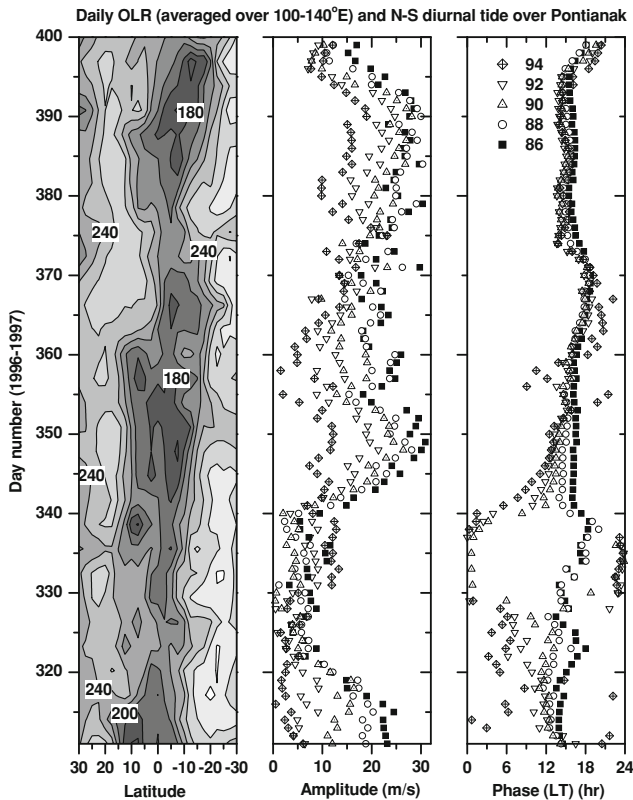 Daily OLR (averaged over 100-140°E) and N-S diurnal tide over Pontianak
Day number (1996-1997)
400
390
380
370
360
350
340
330
320
180
240
240
180
240
240
200
30 20 10 0 -10 -20 -30
Latitude
94
92
90
88
86
0 10 20 30
Amplitude (m/s)
0 6 12 18 24
Phase (LT) (hr)